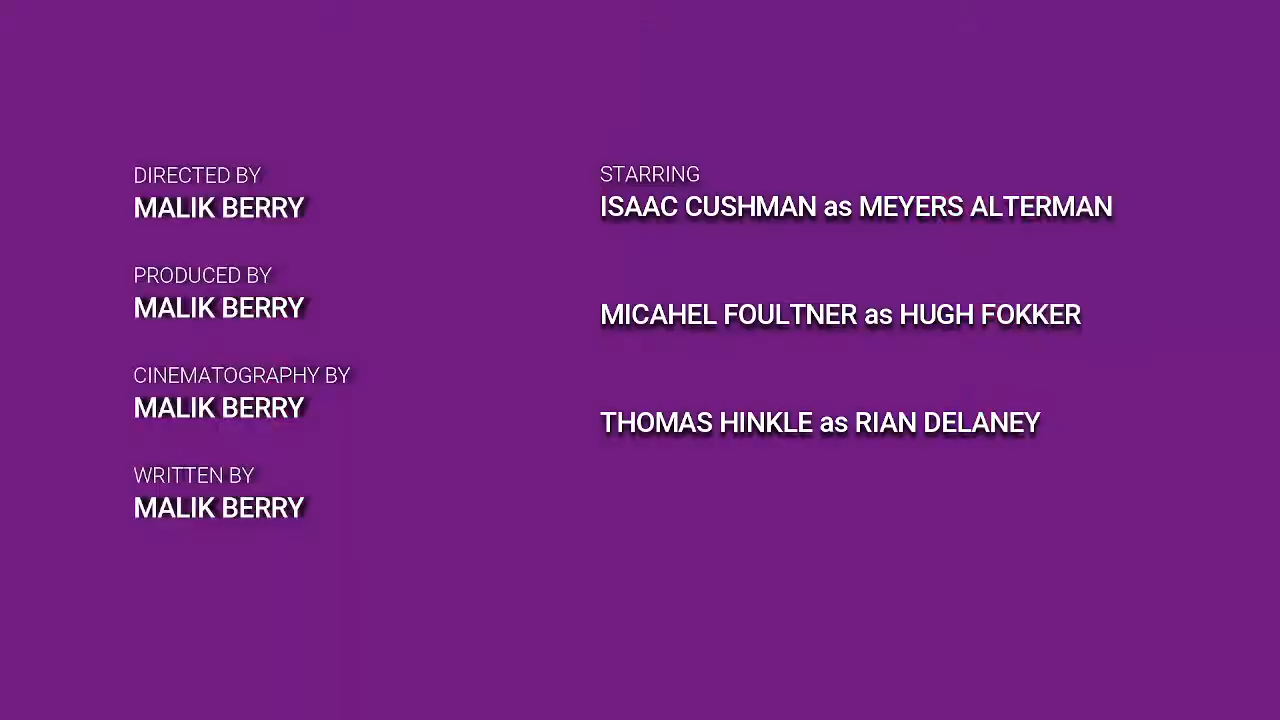 DIRECTED BY
MALIK BERRY
PRODUCED BY
MALIK BERRY
CINEMATOGRAPHY BY
MALIK BERRY
WRITTEN BY
MALIK BERRY
STARRING
ISAAC CUSHMAN as MEYERS ALTERMAN
MICAHEL FOULTNER as HUGH FOKKER
THOMAS HINKLE as RIAN DELANEY